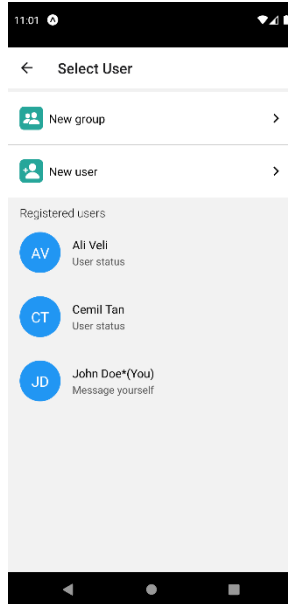 11:01
Select User
New group
New user
Registered users
AV
Ali Veli
User status
CT
Cemil Tan
User status
JD
John Doe*(You)
Message yourself